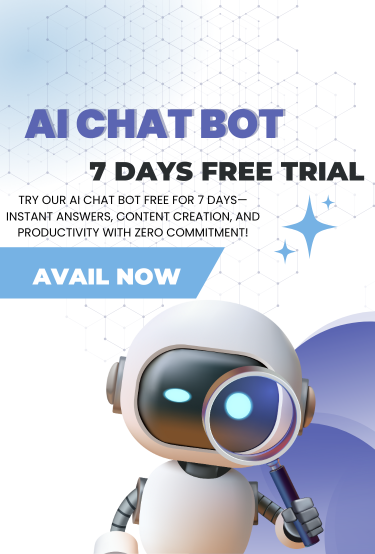 AI CHAT BOT
7 DAYS FREE TRIAL
TRY OUR AI CHAT BOT FREE FOR 7 DAYS—
INSTANT ANSWERS, CONTENT CREATION, AND
PRODUCTIVITY WITH ZERO COMMITMENT!
AVAIL NOW